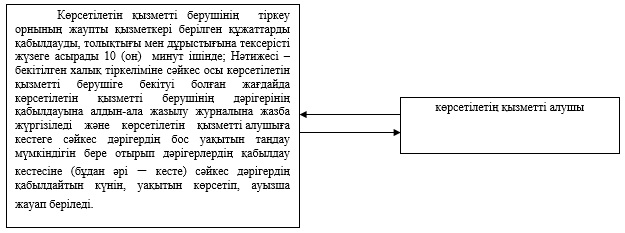 Көрсетілетін қызметті берушінің тіркеу
орнының жаупты қызметкері берілген құжаттарды
қабылдауды, толықтығы мен дұрыстығына тексерісті
жүзеге асырады 10 (он) минут ішінде; Нәтижесі –
бекітілген халық тіркеліміне сәйкес осы көрсетілетін
қызметті берушіге бекітуі болған жағдайда
көрсетілетін қызметті берушінің дәрігерінің
қабылдауына алдын-ала жазылу журналына жазба
жүргізіледі және көрсетілетін қызметті алушыға
кестеге сәйкес дәрігердің бос уақытын таңдау
мүмкіндігін бере отырып дәрігерлердің қабылдау
кестесіне (бұдан әрі — кесте) сәйкес дәрігердің
қабылдайтын күнін, уақытын көрсетіп, ауызша
жауап беріледі.
көрсетілетің қызметті алушы